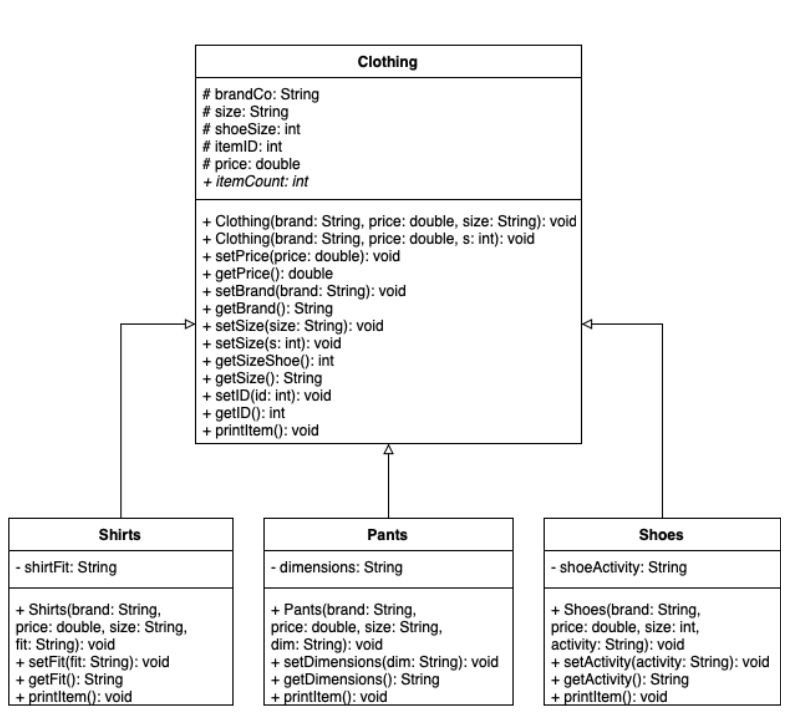 Clothing
# brandCo: String
# size: String
# shoeSize: int
# itemID: int
# price: double
+ itemCount: int
+ Clothing(brand: String, price: double, size: String): void
+ Clothing(brand: String, price: double, s: int): void
+ setPrice(price: double): void
+ getPrice(): double
+ setBrand(brand: String): void
+ getBrand(): String
+ setSize(size: String): void
+ setSize(s: int): void
+ getSizeShoe(): int
+ getSize(): String
+ setID(id: int): void
+ getID(): int
+ printItem(): void
Shirts
- shirtFit: String
+ Shirts(brand: String,
price: double, size: String,
fit: String): void
+ setFit(fit: String): void
+ getFit(): String
+ printItem(): void
Pants
- dimensions: String
+ Pants(brand: String,
price: double, size: String,
dim: String): void
+ setDimensions(dim: String): void
+ getDimensions(): String
+ printItem(): void
Shoes
- shoeActivity: String
+ Shoes(brand: String,
price: double, size: int,
activity: String): void
+ setActivity(activity: String): void
+ getActivity(): String
+ printItem(): void